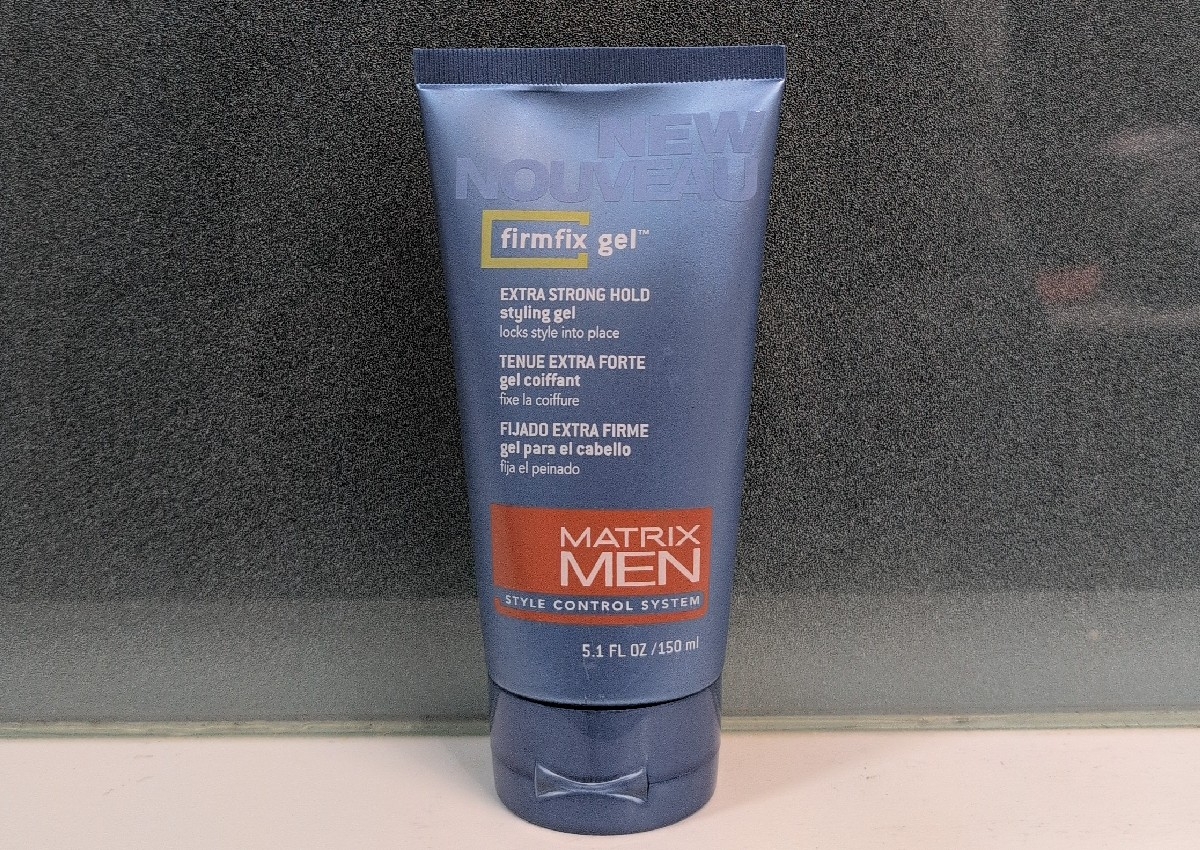 NEW
NOUVEAU
firmfix gel™
EXTRA STRONG HOLD
styling gel
locks style into place
TENUE EXTRA FORTE
gel coiffant
fixe la coiffure
FIJADO EXTRA FIRME
gel para el cabello
fija el peinado
MATRIX
MEN
STYLE CONTROL SYSTEM
5.1 FL OZ /150 ml